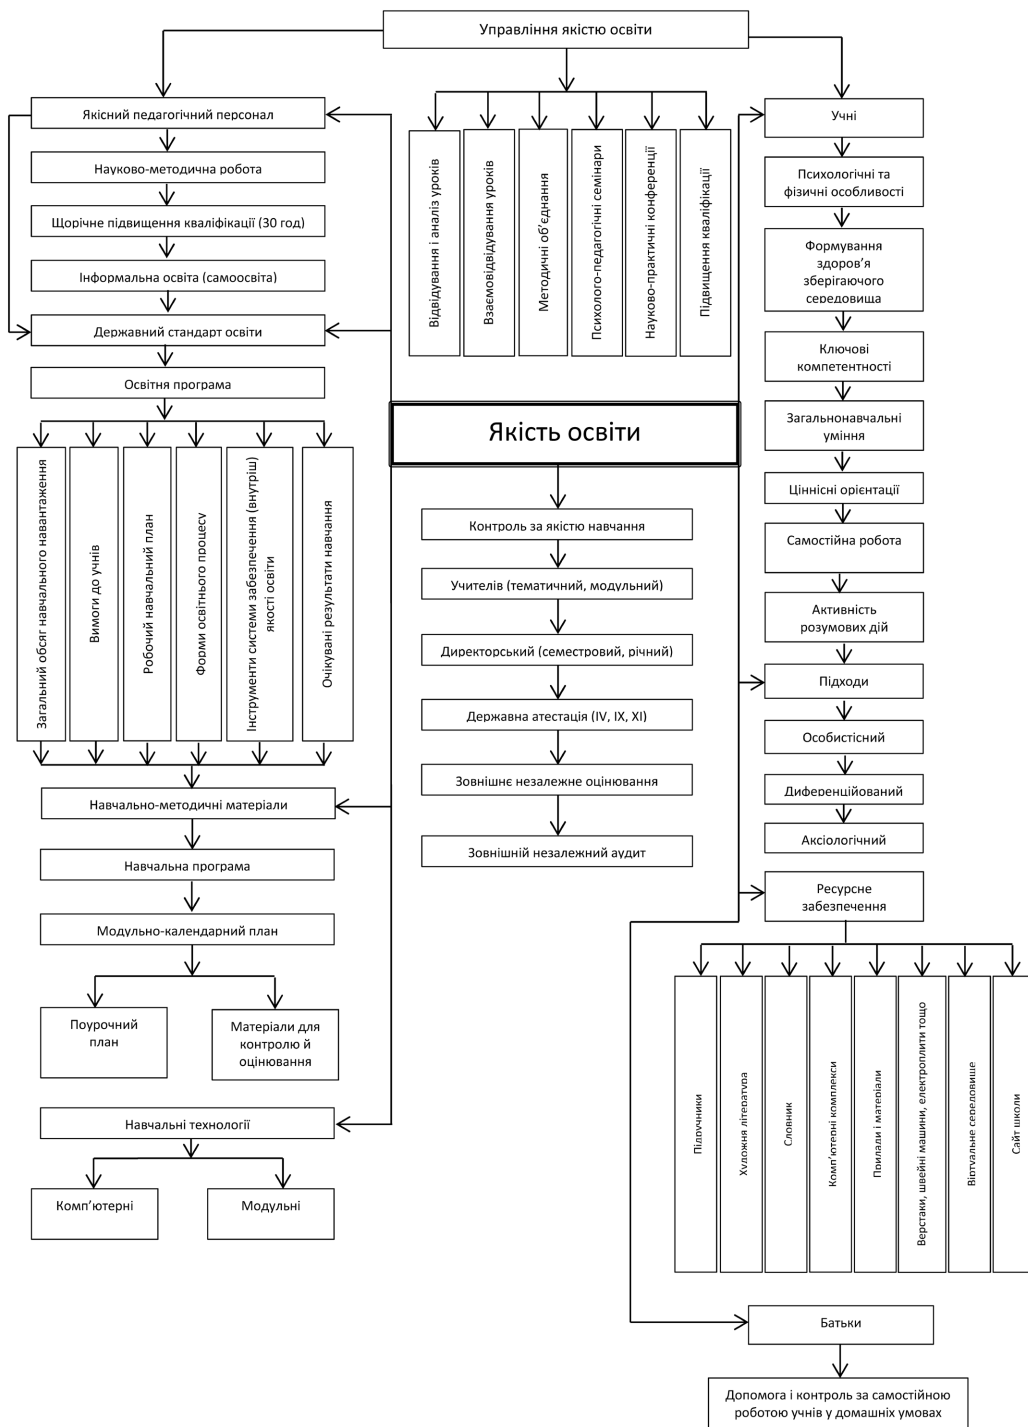 Управління якістю освіти
Якісний педагогічний персонал
Науково-методична робота
Щорічне підвищення кваліфікації (30 год)
Інформальна освіта (самоосвіта)
Державний стандарт освіти
Освітня програма
Загальний обсяг навчального навантаження
Вимоги до учнів
Робочий навчальний план
Форми освітнього процесу
Інструменти системи забезпечення (внутріш)
якості освіти
Очікувані результати навчання
Навчально-методичні матеріали
Навчальна програма
Модульно-календарний план
Поурочний
план
Матеріали для
контролю й
оцінювання
Навчальні технології
Комп’ютерні
Модульні
Відвідування і аналіз уроків
Взаємовідвідування уроків
Методичні об’єднання
Психолого-педагогічні семінари
Науково-практичні конференції
Підвищення кваліфікації
Якість освіти
Контроль за якістю навчання
Учителів (тематичний, модульний)
Директорський (семестровий, річний)
Державна атестація (IV, IX, XI)
Зовнішнє незалежне оцінювання
Зовнішній незалежний аудит
Учні
Психологічні та
фізичні особливості
Формування
здоров’я
зберігаючого
середовища
Ключові
компетентності
Загальнонавчальні
уміння
Ціннісні орієнтації
Самостійна робота
Активність
розумових дій
Підходи
Особистісний
Диференційований
Аксіологічний
Ресурсне
забезпечення
Підручники
Художня література
Словник
Комп’ютерні комплекси
Прилади і матеріали
Верстаки, швейні машини, електроплити тощо
Віртуальне середовище
Сайт школи
Батьки
Допомога і контроль за самостійною
роботою учнів у домашніх умовах